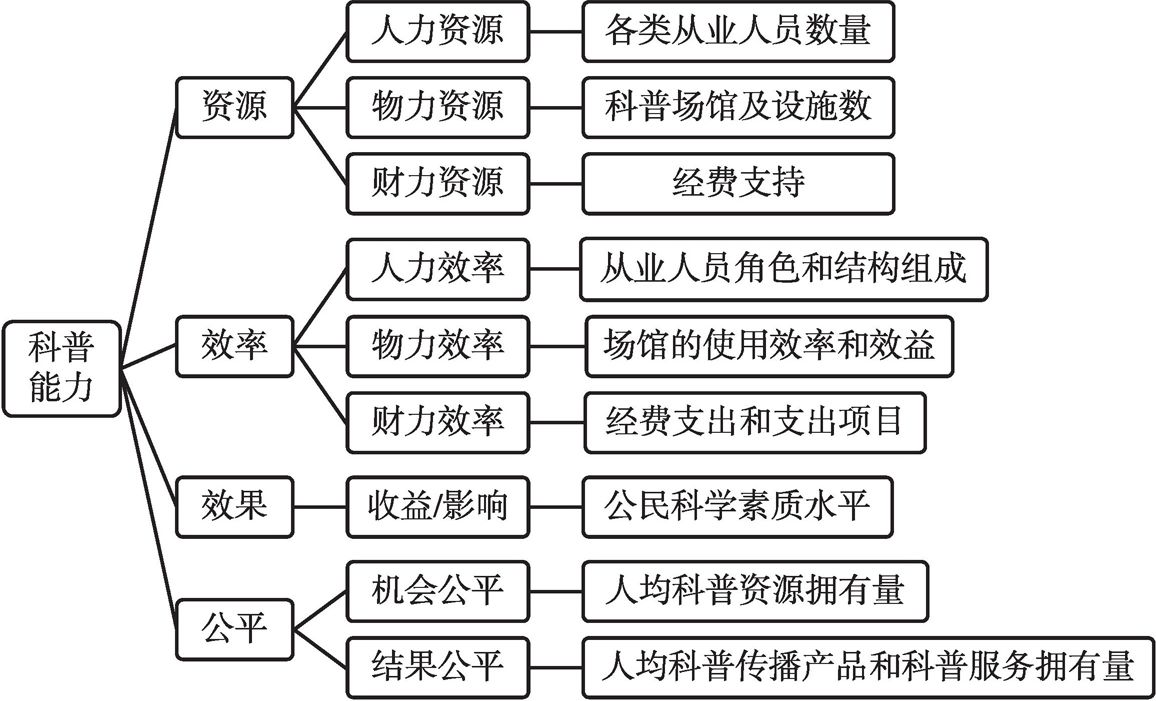 人力资源
各类从业人员数量
资源
物力资源
科普场馆及设施数
财力资源
经费支持
人力效率
从业人员角色和结构组成
科普
能力
效率
物力效率
场馆的使用效率和效益
财力效率
经费支出和支出项目
效果
收益/影响
公民科学素质水平
机会公平
人均科普资源拥有量
公平
结果公平
人均科普传播产品和科普服务拥有量